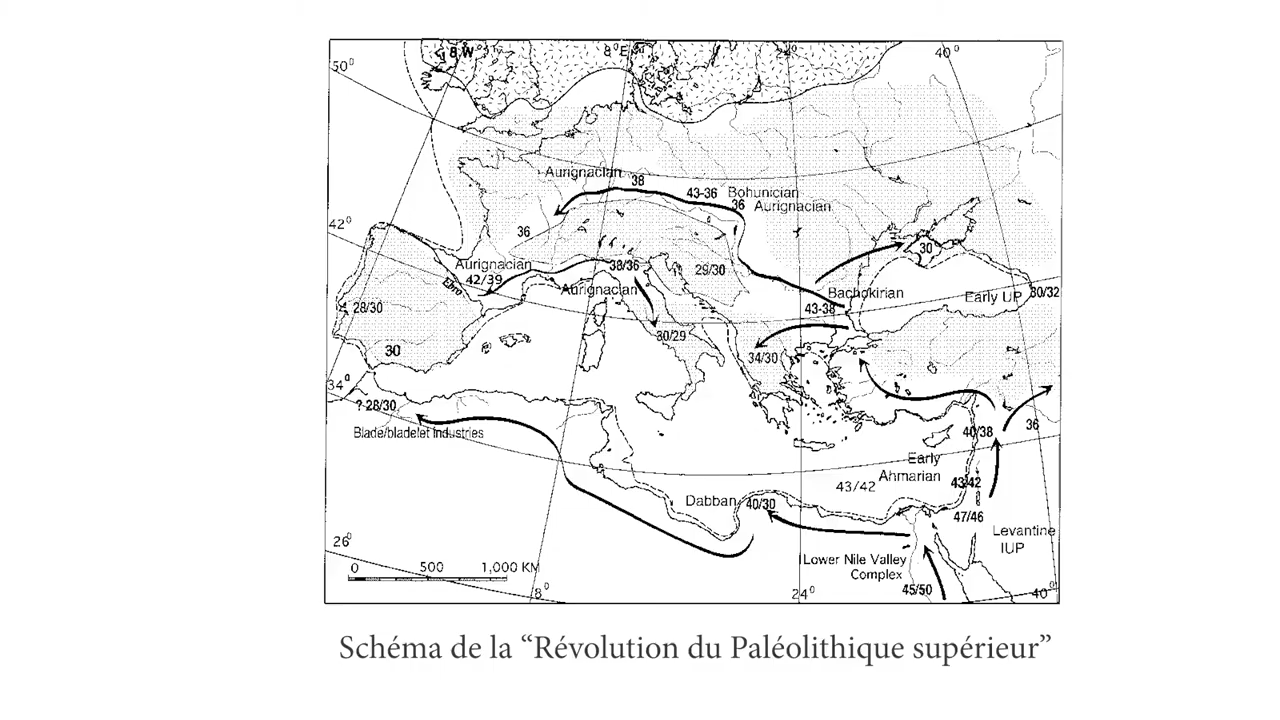 8°W
8°E
24°
40°
50°
Aurignacian
38
43-36 Bohunician
36 Aurignacian
42°
36
30
Aurignacian
42/39
38/36
29/30
Ebro
Aurignacian
Bachokirian
Early UP
30/32
28/30
43-38
30/29
30
34/30
34°
? 28/30
Blade/bladelet industries
40/38
36
Early
Ahmarian
43/42
43/42
Dabban
40/30
47/46
Levantine
IUP
26°
Lower Nile Valley
Complex
0 500 1,000 KM
45/50
8°
24°
40°
Schéma de la “Révolution du Paléolithique supérieur”